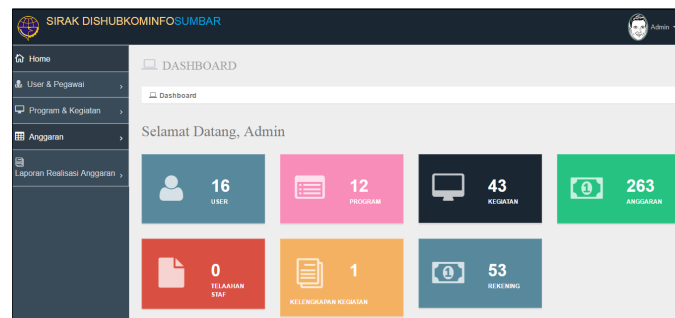 SIRAK DISHUBKOMINFOSUMBAR
Admin
Home
User & Pegawai
Program & Kegiatan
Anggaran
Laporan Realisasi Anggaran
DASHBOARD
Dashboard
Selamat Datang, Admin
16
USER
12
PROGRAM
43
KEGIATAN
263
ANGGARAN
0
TELAAHAN
STAF
1
KELENGKAPAN KEGIATAN
53
REKENING